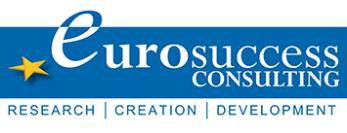 eurosuccess
CONSULTING
RESEARCH | CREATION | DEVELOPMENT